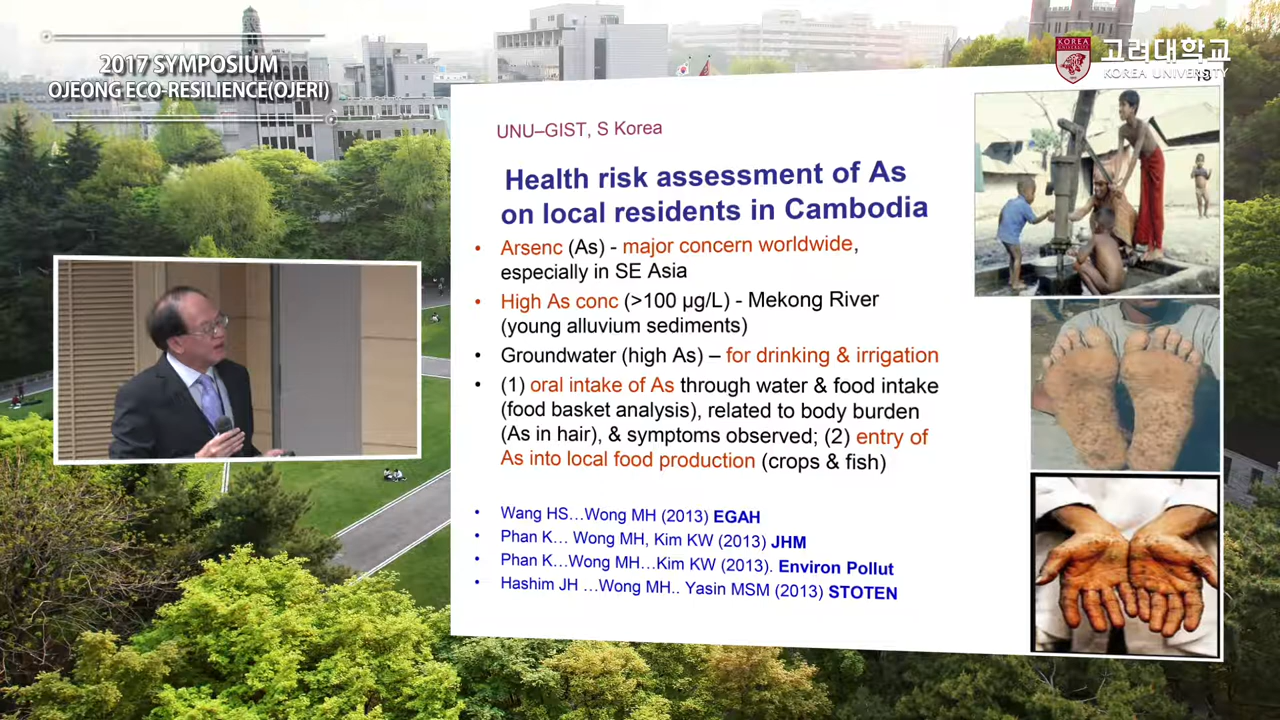 2017 SYMPOSIUM
OJEONG ECO-RESILIENCE(OJERI)
고려대학교
KOREA UNIVERSITY
UNU–GIST, S Korea
Health risk assessment of As
on local residents in Cambodia
• Arsenc (As) - major concern worldwide,
especially in SE Asia
• High As conc (>100 µg/L) - Mekong River
(young alluvium sediments)
• Groundwater (high As) – for drinking & irrigation
• (1) oral intake of As through water & food intake
(food basket analysis), related to body burden
(As in hair), & symptoms observed; (2) entry of
As into local food production (crops & fish)
• Wang HS…Wong MH (2013) EGAH
• Phan K… Wong MH, Kim KW (2013) JHM
• Phan K…Wong MH…Kim KW (2013). Environ Pollut
• Hashim JH …Wong MH.. Yasin MSM (2013) STOTEN